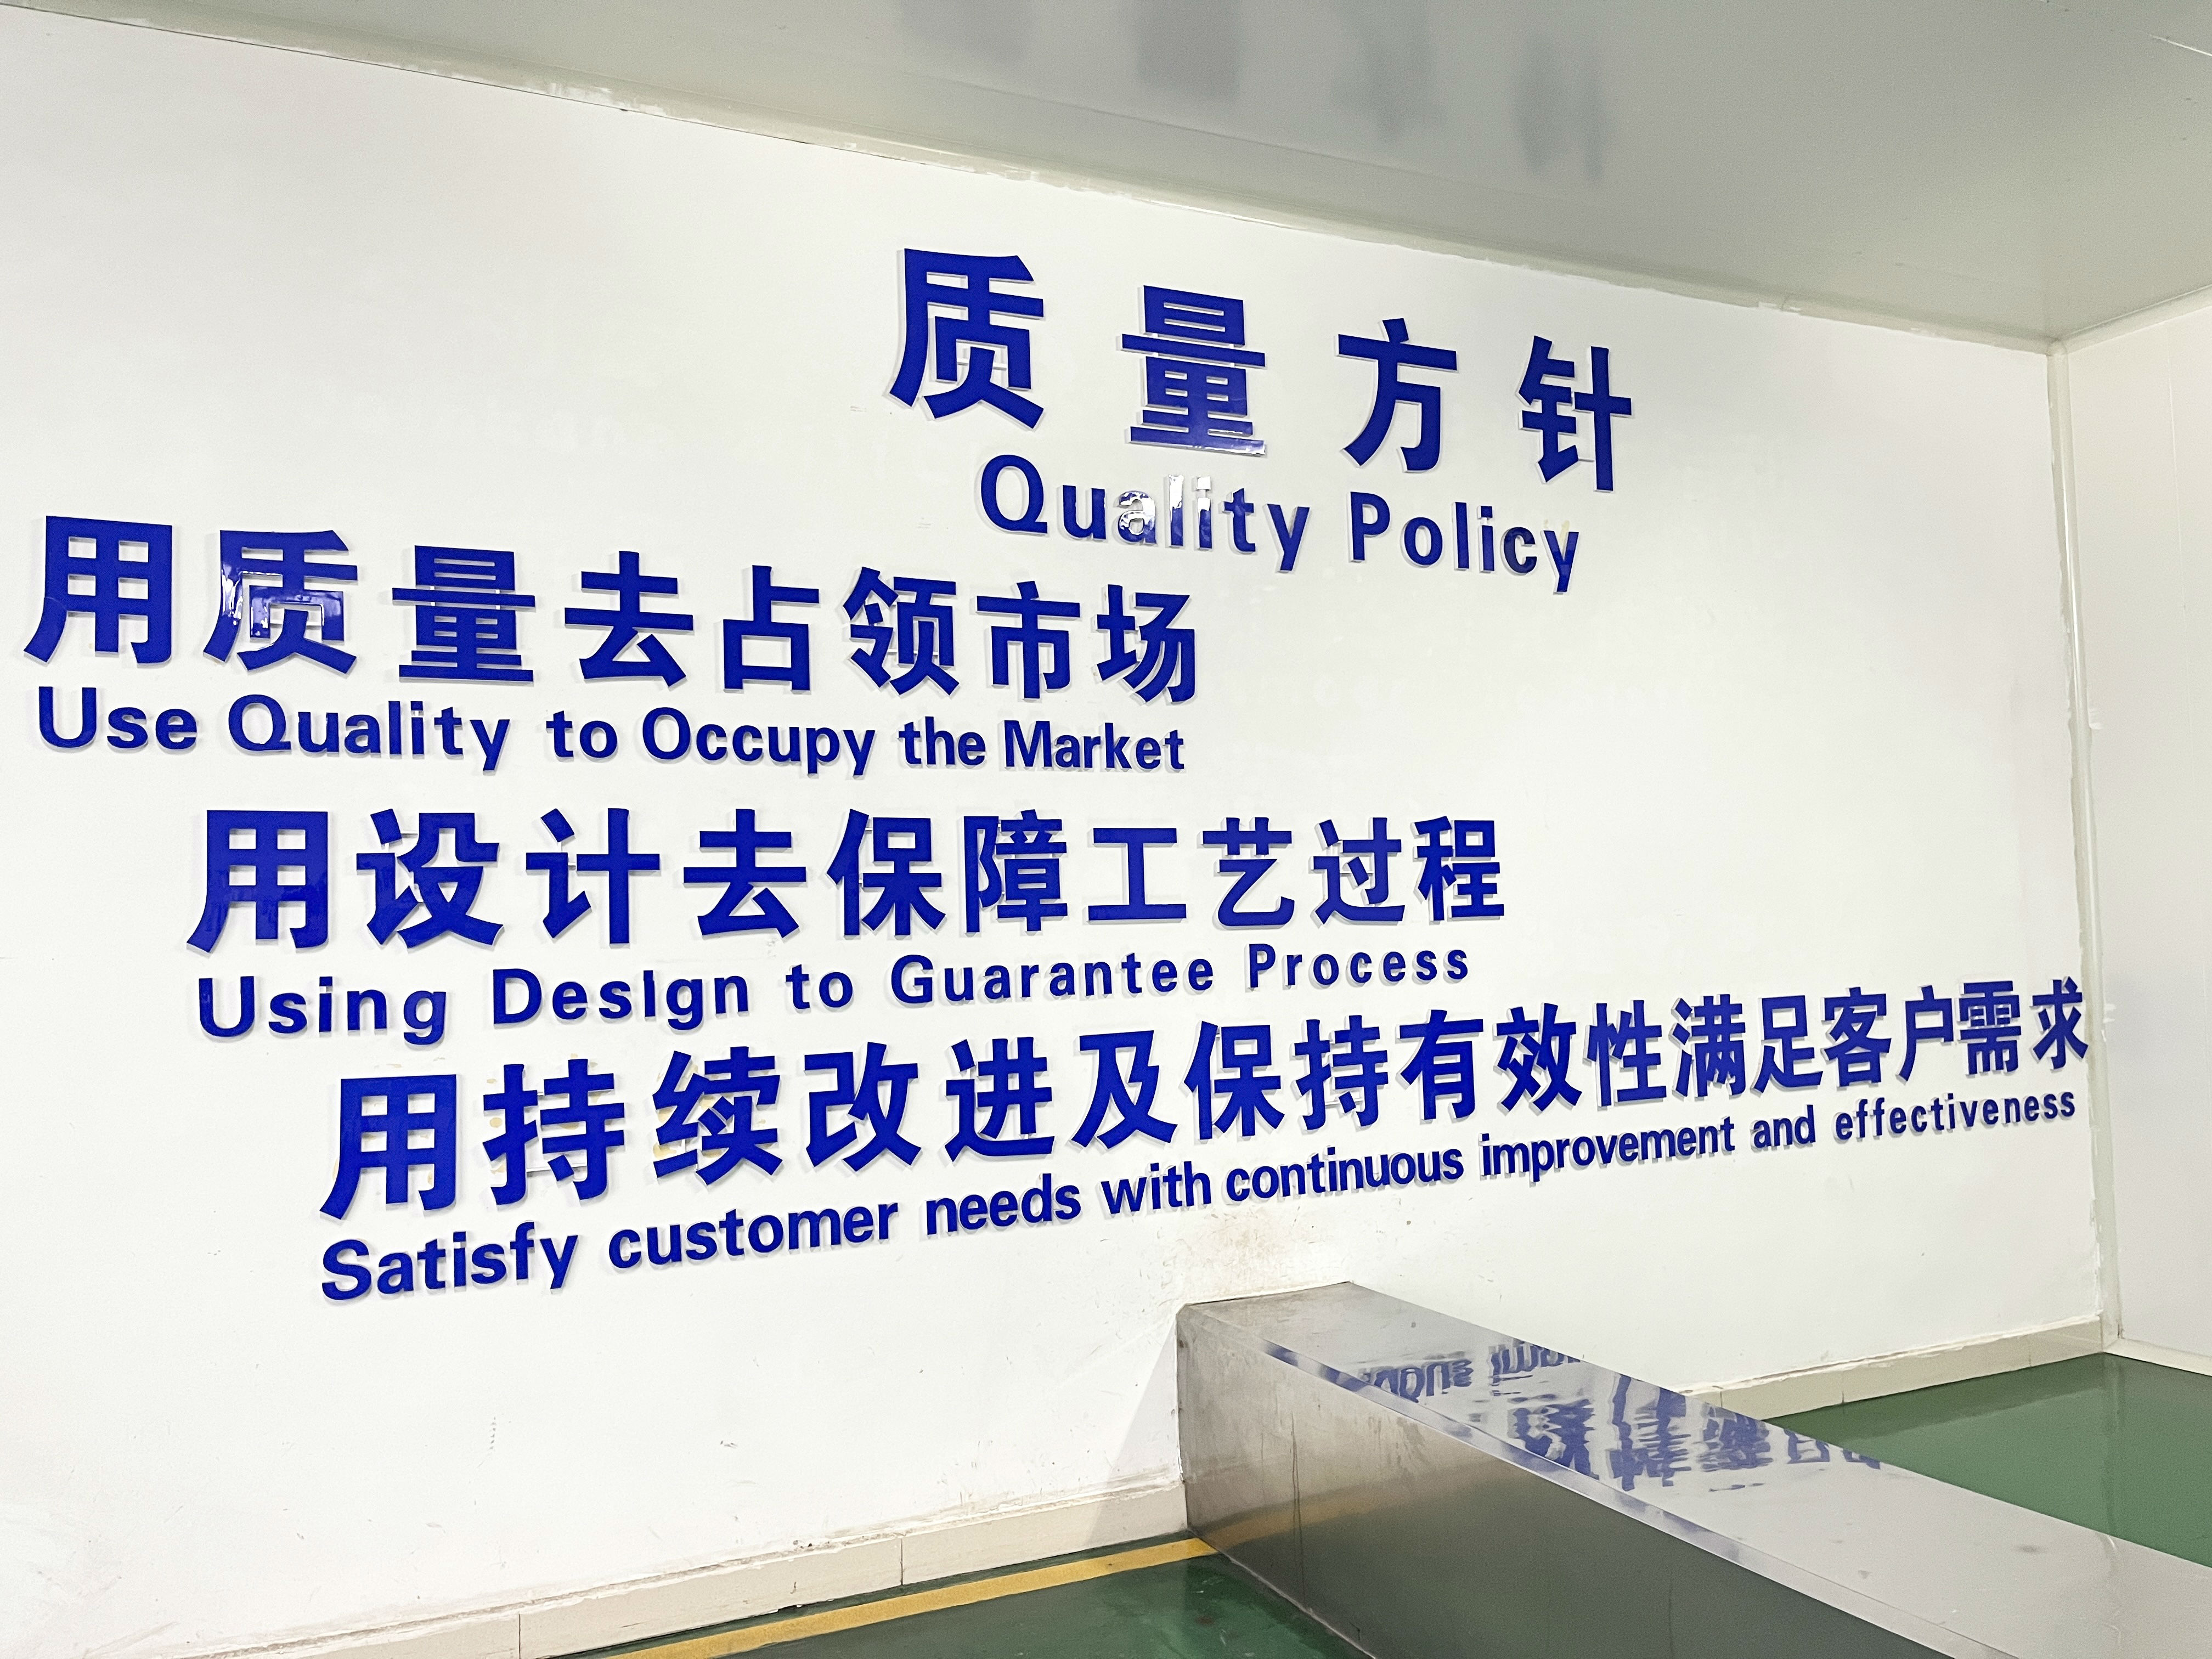 质量方针
Quality Policy
用质量去占领市场
Use Quality to Occupy the Market
用设计去保障工艺过程
Using Design to Guarantee Process
用持续改进及保持有效性满足客户需求
Satisfy customer needs with continuous improvement and effectiveness